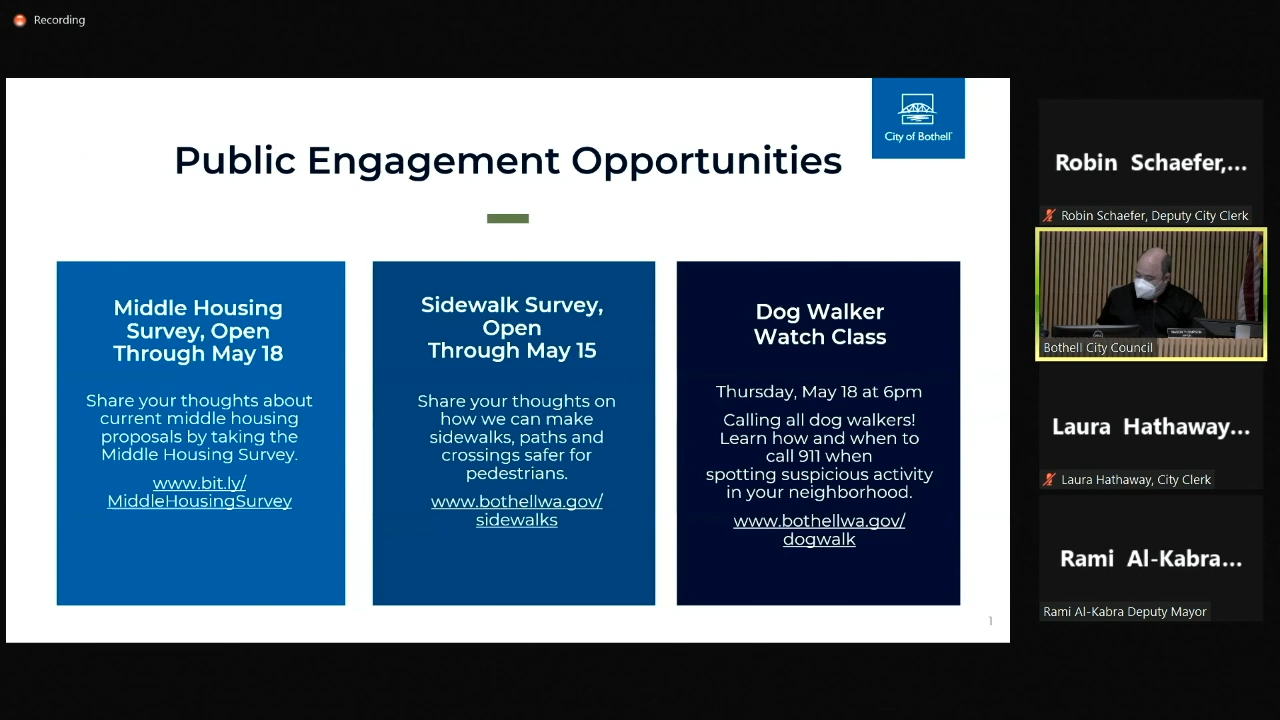 Recording
City of Bothell
Public Engagement Opportunities
Middle Housing
Survey, Open
Through May 18
Share your thoughts about
current middle housing
proposals by taking the
Middle Housing Survey.
www.bit.ly/
MiddleHousingSurvey
Sidewalk Survey,
Open
Through May 15
Share your thoughts on
how we can make
sidewalks, paths and
crossings safer for
pedestrians.
www.bothellwa.gov/
sidewalks
Dog Walker
Watch Class
Thursday, May 18 at 6pm
Calling all dog walkers!
Learn how and when to
call 911 when
spotting suspicious activity
in your neighborhood.
www.bothellwa.gov/
dogwalk
1
Robin Schaefer,...
Robin Schaefer, Deputy City Clerk
Bothell City Council
Laura Hathaway...
Laura Hathaway, City Clerk
Rami Al-Kabra...
Rami Al-Kabra Deputy Mayor